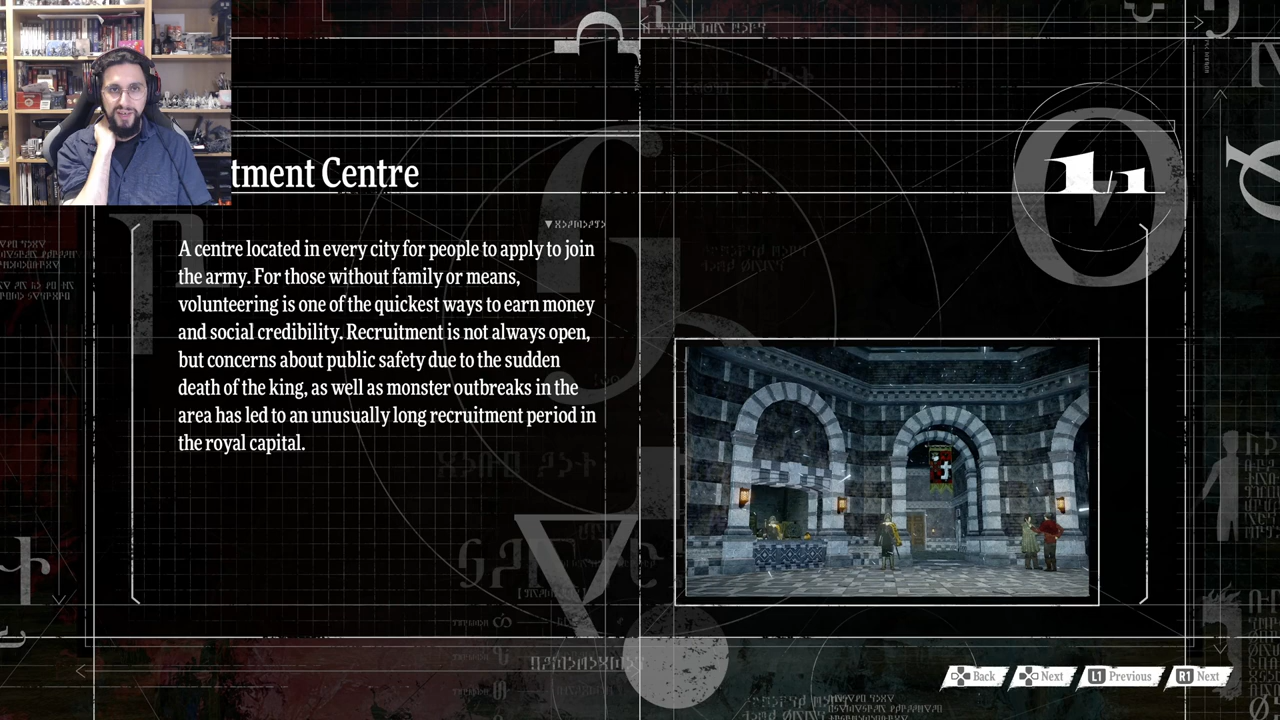 tment Centre
1/1
A centre located in every city for people to apply to join
the army. For those without family or means,
volunteering is one of the quickest ways to earn money
and social credibility. Recruitment is not always open,
but concerns about public safety due to the sudden
death of the king, as well as monster outbreaks in the
area has led to an unusually long recruitment period in
the royal capital.
Back Next L1 Previous R1 Next